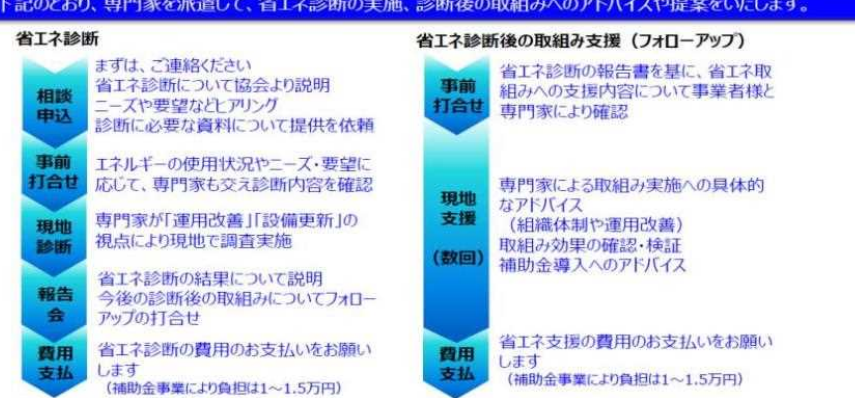 下記のとおり、専門家を派遣して、省エネ診断の実施、診断後の取組みへのアドバイスや提案をいたします。
省エネ診断
相談
申込
まずは、ご連絡ください
省エネ診断について協会より説明
ニーズや要望などヒアリング
診断に必要な資料について提供を依頼
事前
打合せ
エネルギーの使用状況やニーズ・要望に
応じて、専門家も交え診断内容を確認
現地
診断
専門家が「運用改善」「設備更新」の
視点により現地で調査実施
報告
会
省エネ診断の結果について説明
今後の診断後の取組みについてフォロー
アップの打合せ
費用
支払
省エネ診断の費用のお支払いをお願い
します
(補助金事業により負担は1～1.5万円)
省エネ診断後の取組み支援（フォローアップ）
事前
打合せ
省エネ診断の報告書を基に、省エネ取
組みへの支援内容について事業者様と
専門家により確認
現地
支援
(数回)
専門家による取組み実施への具体的
なアドバイス
（組織体制や運用改善）
取組み効果の確認・検証
補助金導入へのアドバイス
費用
支払
省エネ支援の費用のお支払いをお願い
します
(補助金事業により負担は1～1.5万円)